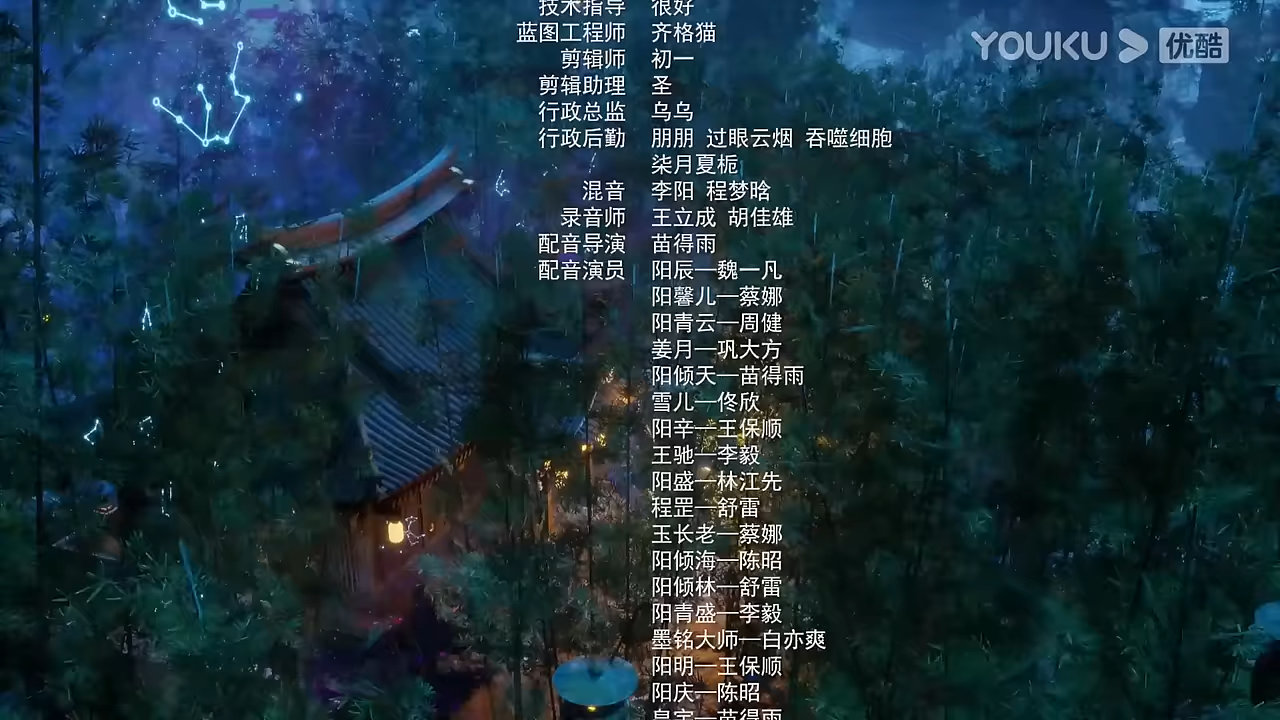 技术指导 很好
YOUKU 优酷
蓝图工程师 齐格猫
剪辑师 初一
剪辑助理 圣
行政总监 乌乌
行政后勤 朋朋 过眼云烟 吞噬细胞
柒月夏栀
混音 李阳 程梦晗
录音师 王立成 胡佳雄
配音导演 苗得雨
配音演员 阳辰—魏一凡
阳馨儿—蔡娜
阳青云—周健
姜月—巩大方
阳倾天—苗得雨
雪儿—佟欣
阳辛—王保顺
王驰—李毅
阳盛—林江先
程罡—舒雷
玉长老—蔡娜
阳倾海—陈昭
阳倾林—舒雷
阳青盛—李毅
墨铭大师—白亦爽
阳明—王保顺
阳庆—陈昭